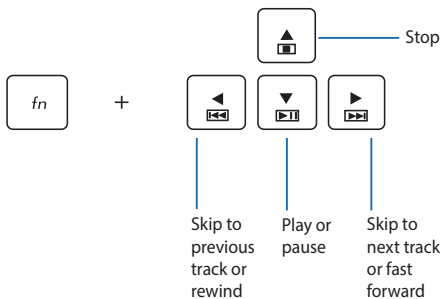 Stop
fn
+
Skip to
previous
track or
rewind
Play or
pause
Skip to
next track
or fast
forward